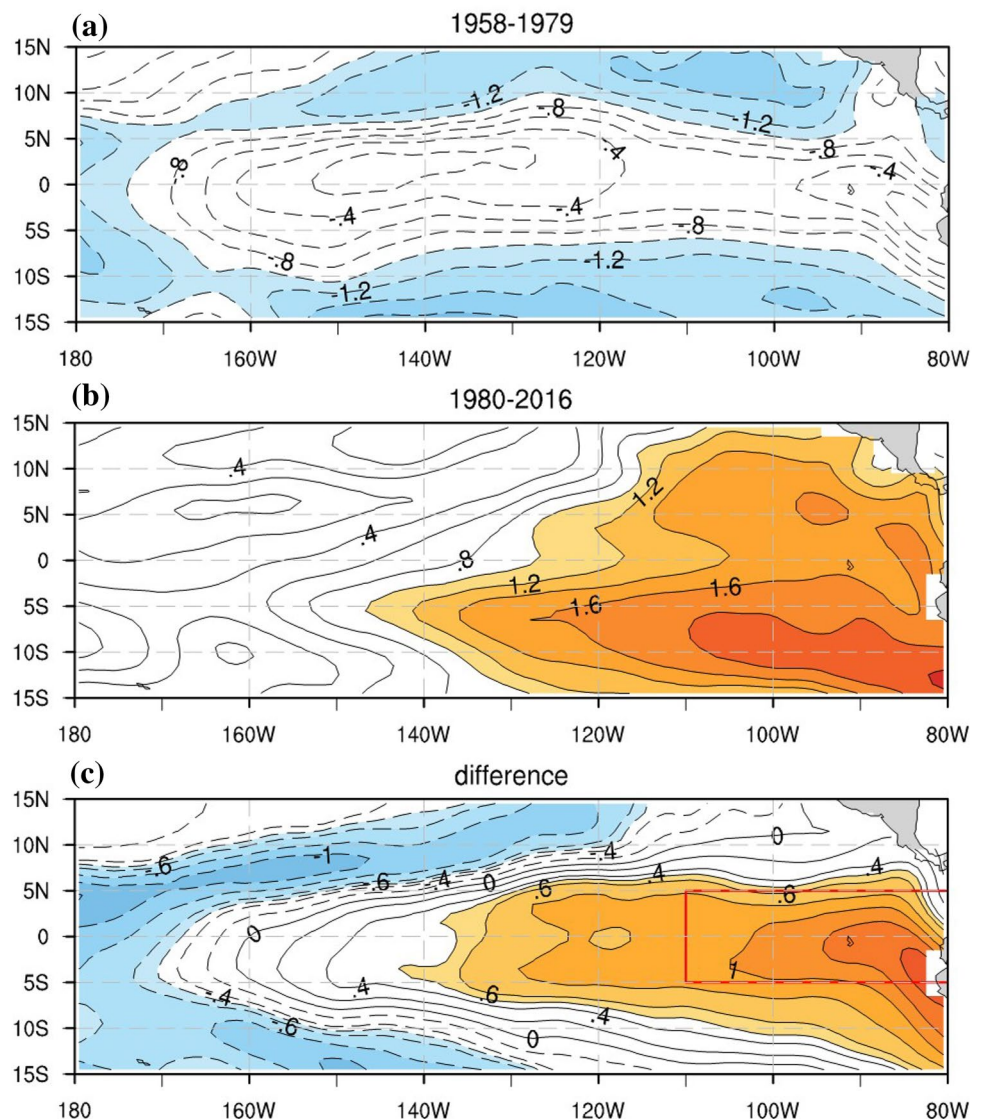 (a)
1958-1979
15N
10N
5N
0
5S
10S
15S
-1.2
-.8
-1.2
-.8
-.8
-.4
-.4
-.4
-.4
-.8
-.8
-1.2
-1.2
180 160W 140W 120W 100W 80W
(b)
1980-2016
15N
10N
5N
0
5S
10S
15S
.4
1.2
.4
.8
1.2
1.6
1.6
180 160W 140W 120W 100W 80W
(c)
difference
15N
10N
5N
0
5S
10S
15S
0
-.4
-1
-.6
.4
.4
-.6
-.4
0
.6
.6
0
1
.4
.6
-.4
-.6
.4
0
180 160W 140W 120W 100W 80W